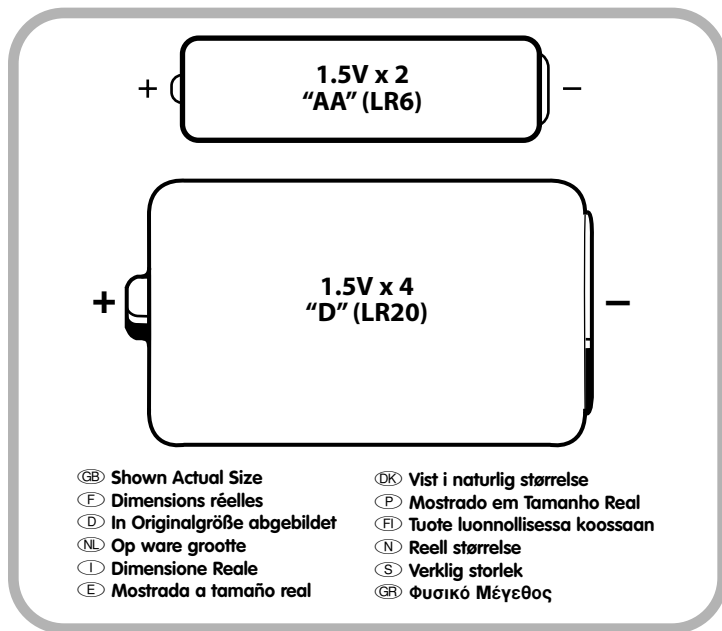 1.5V x 2
“AA” (LR6)
+ −
1.5V x 4
“D” (LR20)
+ −
GB Shown Actual Size
F Dimensions réelles
D In Originalgröße abgebildet
NL Op ware grootte
I Dimensione Reale
E Mostrada a tamaño real
DK Vist i naturlig størrelse
P Mostrado em Tamanho Real
FI Tuote luonnollisessa koossaan
N Reell størrelse
S Verklig storlek
GR Φυσικό Μέγεθος